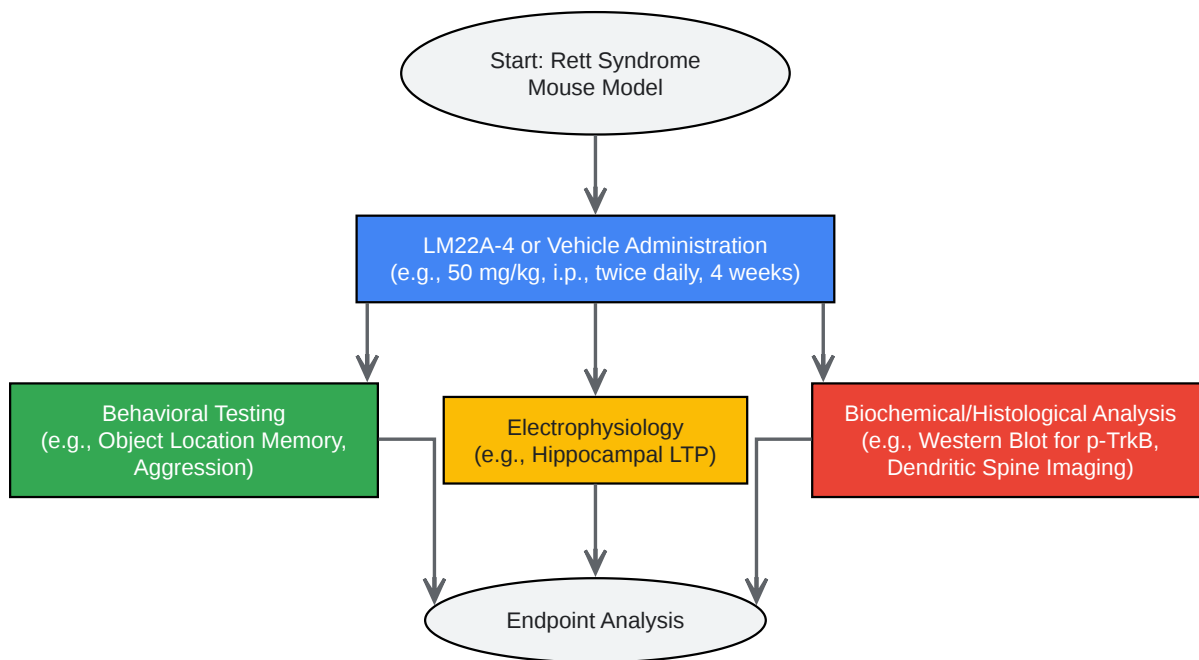 Start: Rett Syndrome
Mouse Model
LM22A-4 or Vehicle Administration
(e.g., 50 mg/kg, i.p., twice daily, 4 weeks)
Behavioral Testing
(e.g., Object Location Memory,
Aggression)
Electrophysiology
(e.g., Hippocampal LTP)
Biochemical/Histological Analysis
(e.g., Western Blot for p-TrkB,
Dendritic Spine Imaging)
Endpoint Analysis